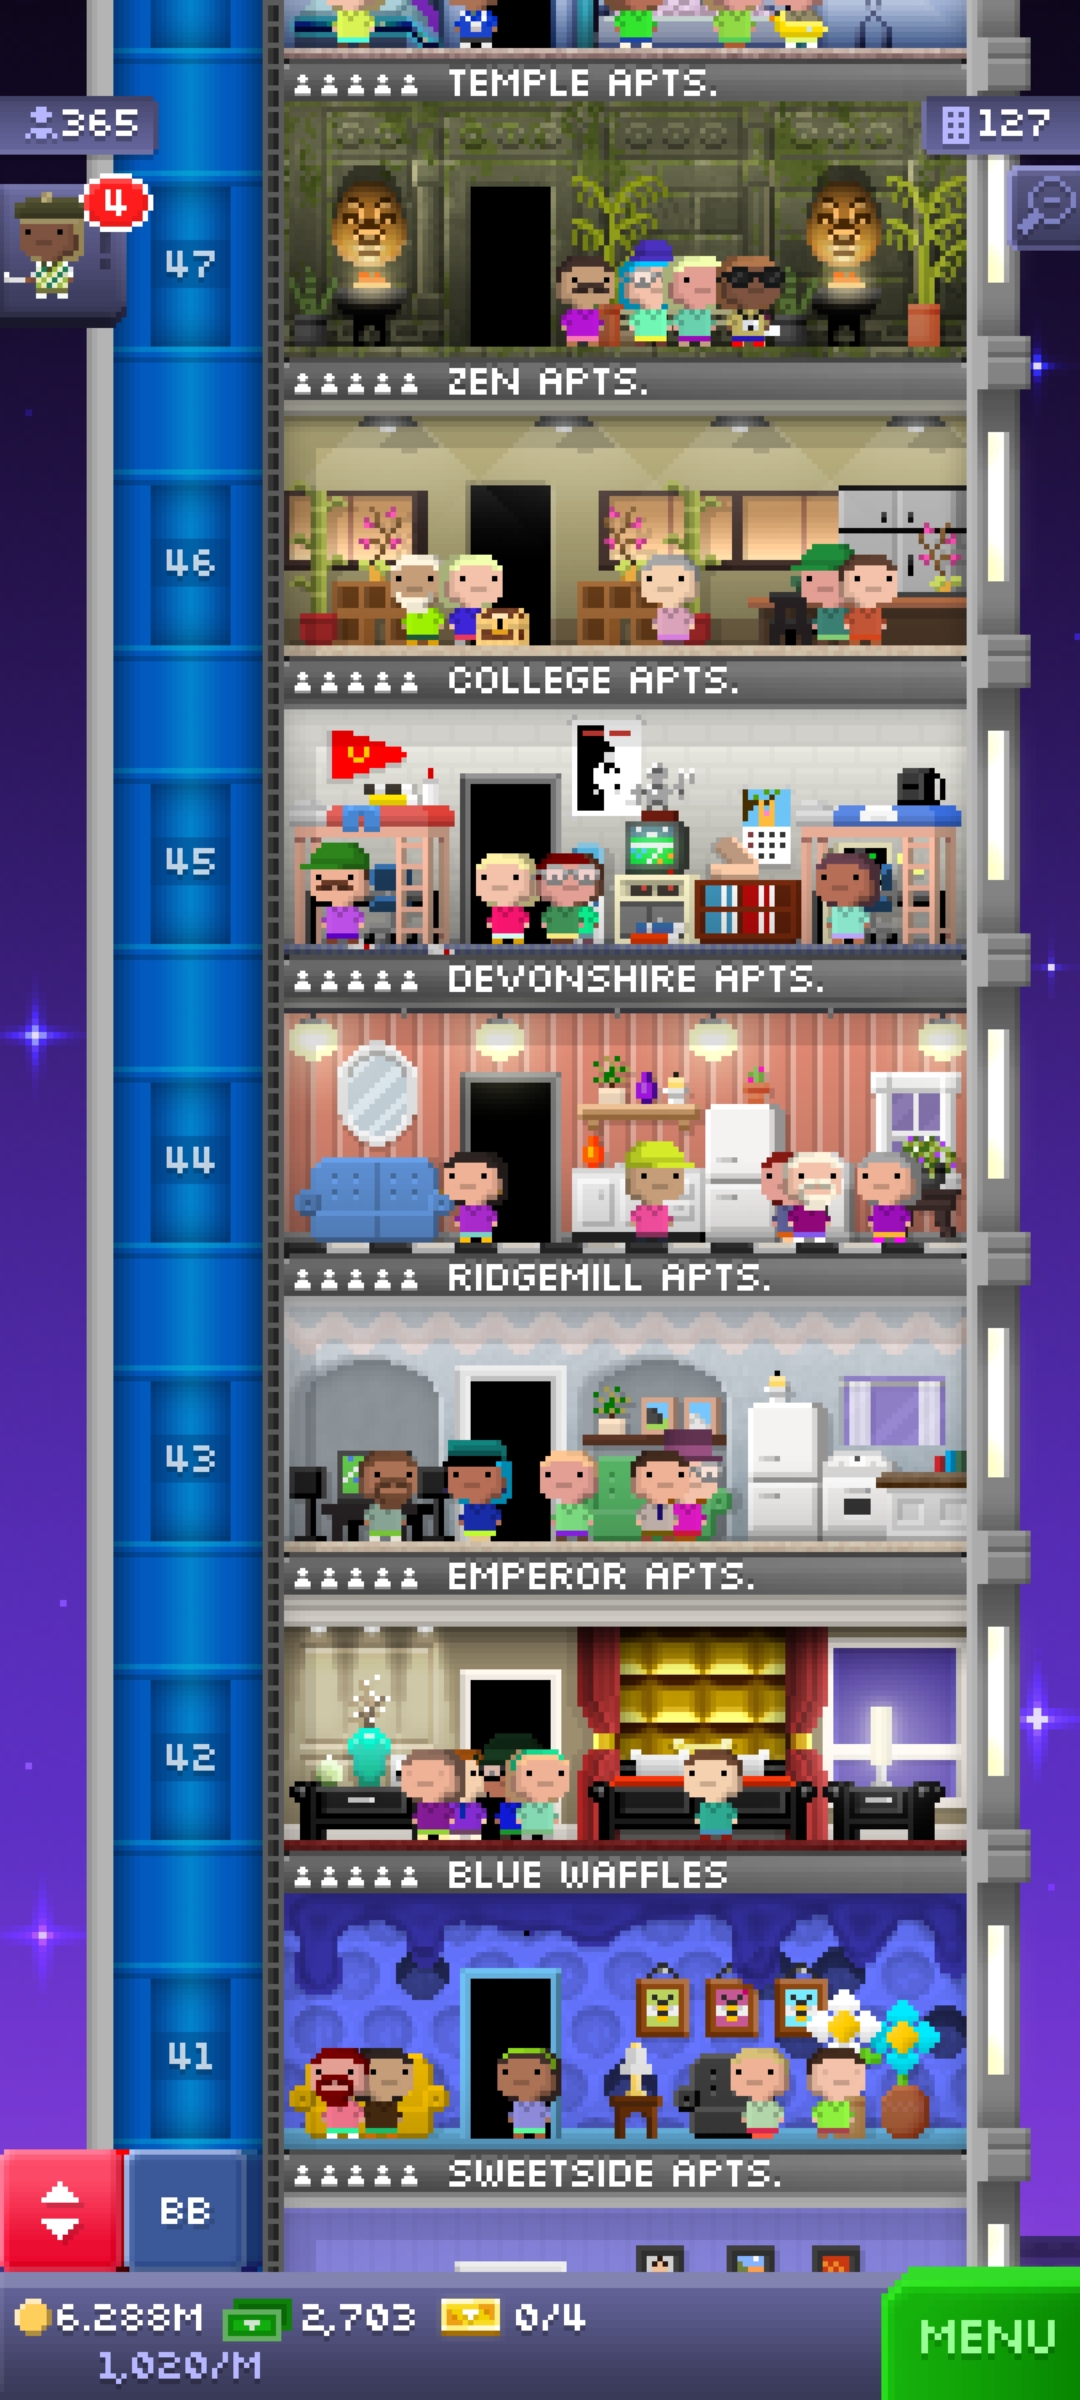 TEMPLE APTS.
365
127
4
47
ZEN APTS.
46
COLLEGE APTS.
45
DEVONSHIRE APTS.
44
RIDGEMILL APTS.
43
EMPEROR APTS.
42
BLUE WAFFLES
41
SWEETSIDE APTS.
BB
6.288M 2,703 0/4
1,020/M
MENU